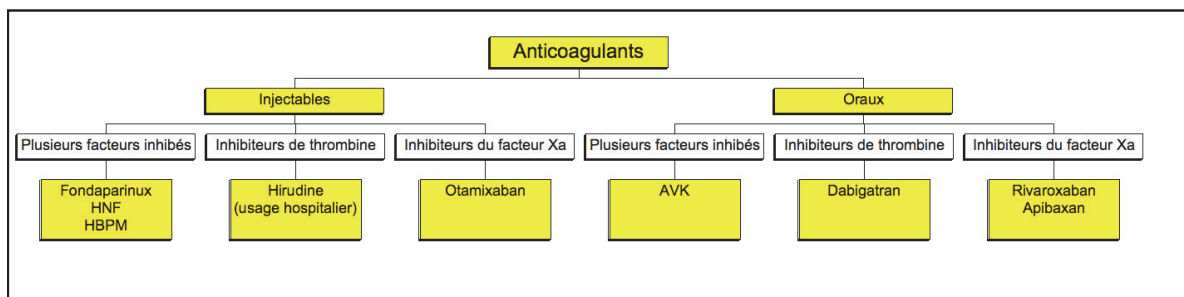 Anticoagulants
Injectables
Oraux
Plusieurs facteurs inhibés
Inhibiteurs de thrombine
Inhibiteurs du facteur Xa
Plusieurs facteurs inhibés
Inhibiteurs de thrombine
Inhibiteurs du facteur Xa
Fondaparinux
HNF
HBPM
Hirudine
(usage hospitalier)
Otamixaban
AVK
Dabigatran
Rivaroxaban
Apibaxan